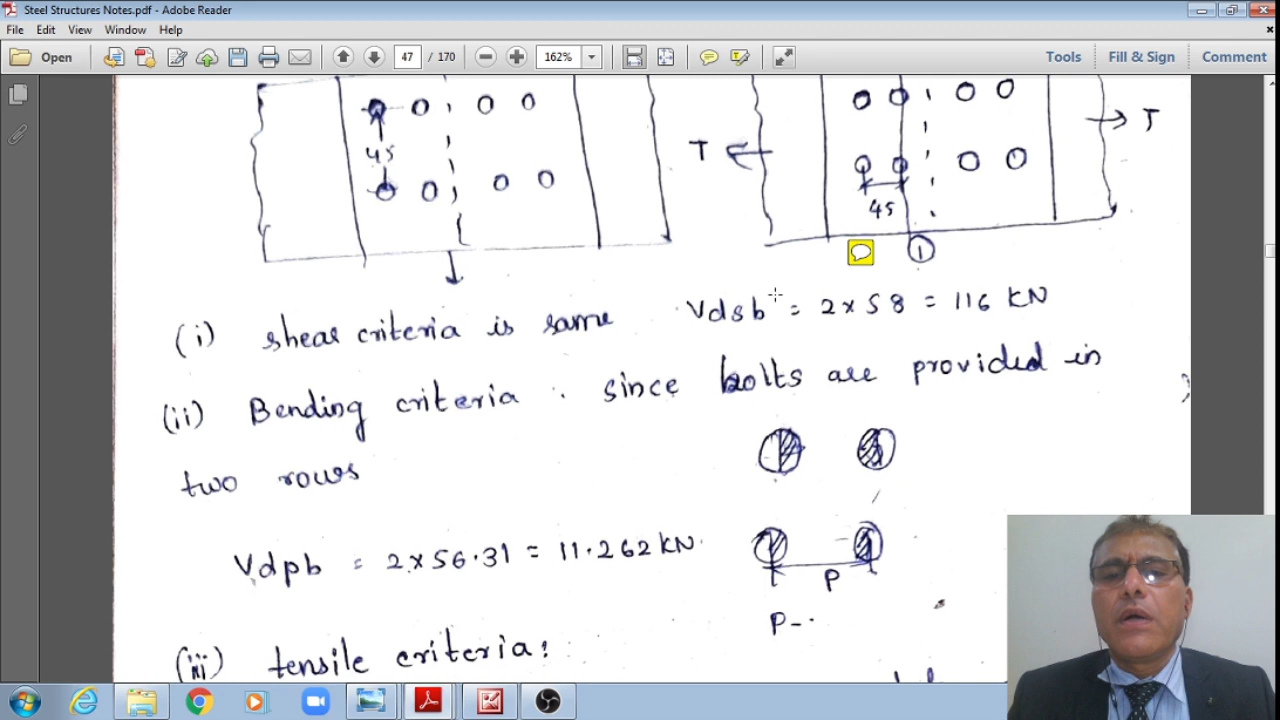 Steel Structures Notes.pdf - Adobe Reader
File Edit View Window Help
Open 47 / 170 162% Tools Fill & Sign Comment
45
T T
45
1
(i) shear criteria is same Vdsb = 2 x 58 = 116 KN
(ii) Bending criteria : since bolts are provided in
two rows
Vdpb = 2 x 56.31 = 11.262 KN.
P
P - .
(iii) tensile criteria :